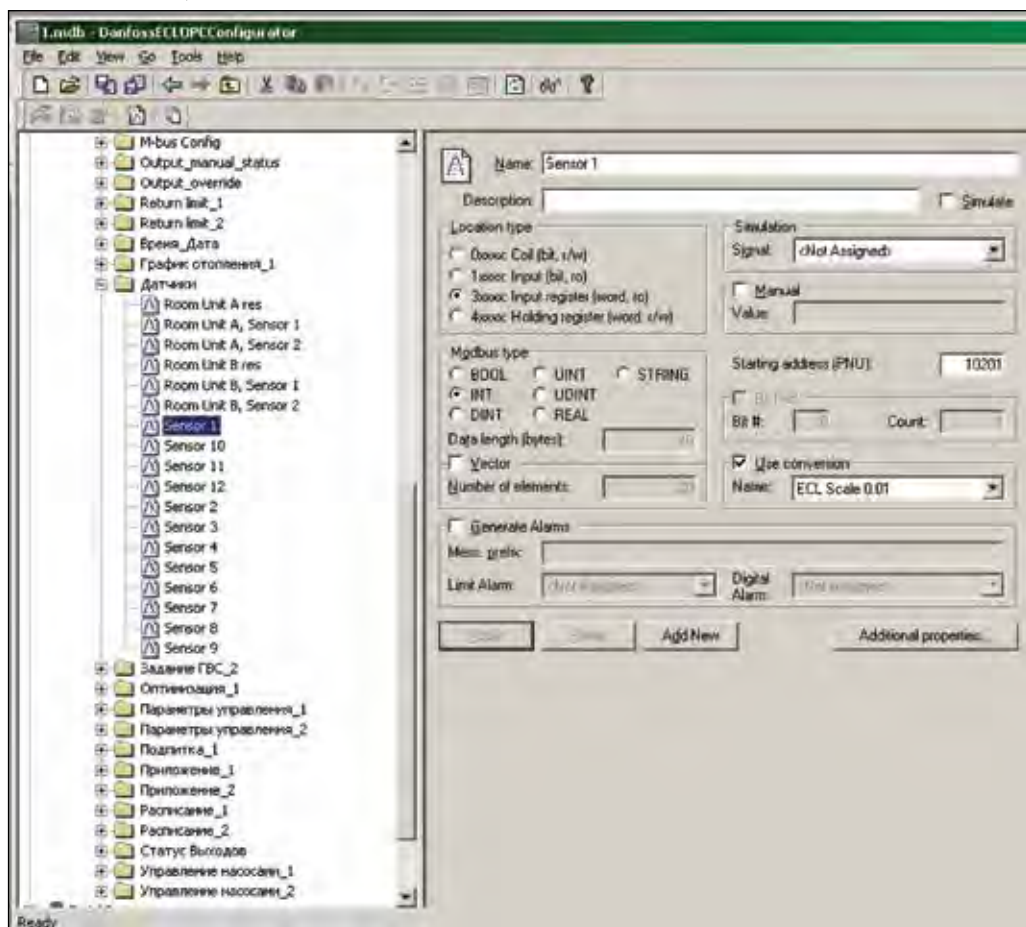 1.mdb - DanfossECLOPCConfigurator
File Edit View Go Tools Help
M-bus Config
Output_manual_status
Output_override
Return limit_1
Return limit_2
Время_Дата
График отопления_1
Датчики
Room Unit A res
Room Unit A, Sensor 1
Room Unit A, Sensor 2
Room Unit B res
Room Unit B, Sensor 1
Room Unit B, Sensor 2
Sensor 1
Sensor 10
Sensor 11
Sensor 12
Sensor 2
Sensor 3
Sensor 4
Sensor 5
Sensor 6
Sensor 7
Sensor 8
Sensor 9
Задание ГВС_2
Оптимизация_1
Параметры управления_1
Параметры управления_2
Подпитка_1
Приложение_1
Приложение_2
Расписание_1
Расписание_2
Статус Выходов
Управление насосами_1
Управление насосами_2
Ready
Name: Sensor 1
Description: Simulate
Location type
0xxxx Coil (bit, r/w)
1xxxx Input (bit, ro)
3xxxx Input register (word, ro)
4xxxx Holding register (word, r/w)
Simulation
Signal: <Not Assigned>
Manual
Value:
Modbus type
BOOL UINT STRING
INT UDINT
DINT REAL
Data length (bytes):
Vector
Number of elements:
Starting address (PNU): 10201
Bit #: 0 Count:
Use conversion
Name: ECL Scale 0.01
Generate Alarms
Mess. prefix:
Limit Alarm: <Not Assigned>
Digital Alarm: <Not Assigned>
Add New Additional properties...